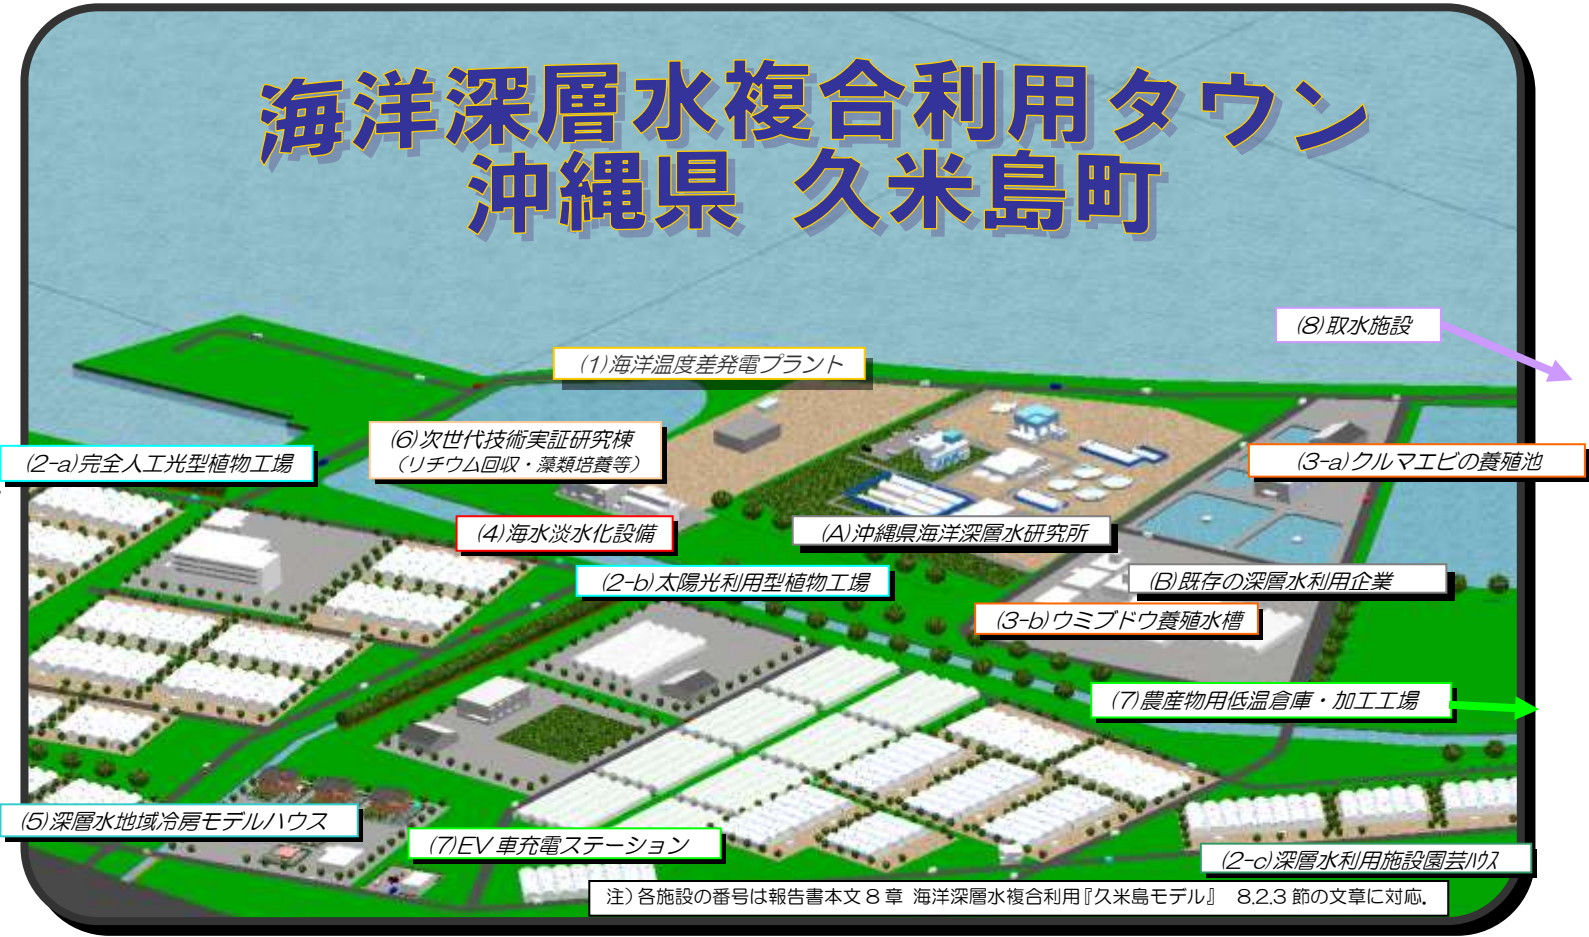 海洋深層水複合利用タウン
沖縄県 久米島町
(8)取水施設
(1)海洋温度差発電プラント
(6)次世代技術実証研究棟
(リチウム回収・藻類培養等)
(2-a)完全人工光型植物工場
(3-a)クルマエビの養殖池
(4)海水淡水化設備
(A)沖縄県海洋深層水研究所
(2-b)太陽光利用型植物工場
(B)既存の深層水利用企業
(3-b)ウミブドウ養殖水槽
(7)農産物用低温倉庫・加工工場
(5)深層水地域冷房モデルハウス
(7)EV車充電ステーション
(2-c)深層水利用施設園芸ハウス
注)各施設の番号は報告書本文8章 海洋深層水複合利用『久米島モデル』 8.2.3節の文章に対応.